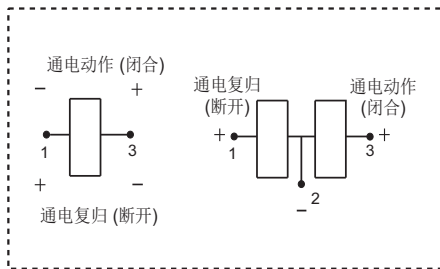 通电动作 (闭合)
− +
1 3
+ −
通电复归 (断开)
通电复归
(断开)
通电动作
(闭合)
+ 1 3 +
2
−